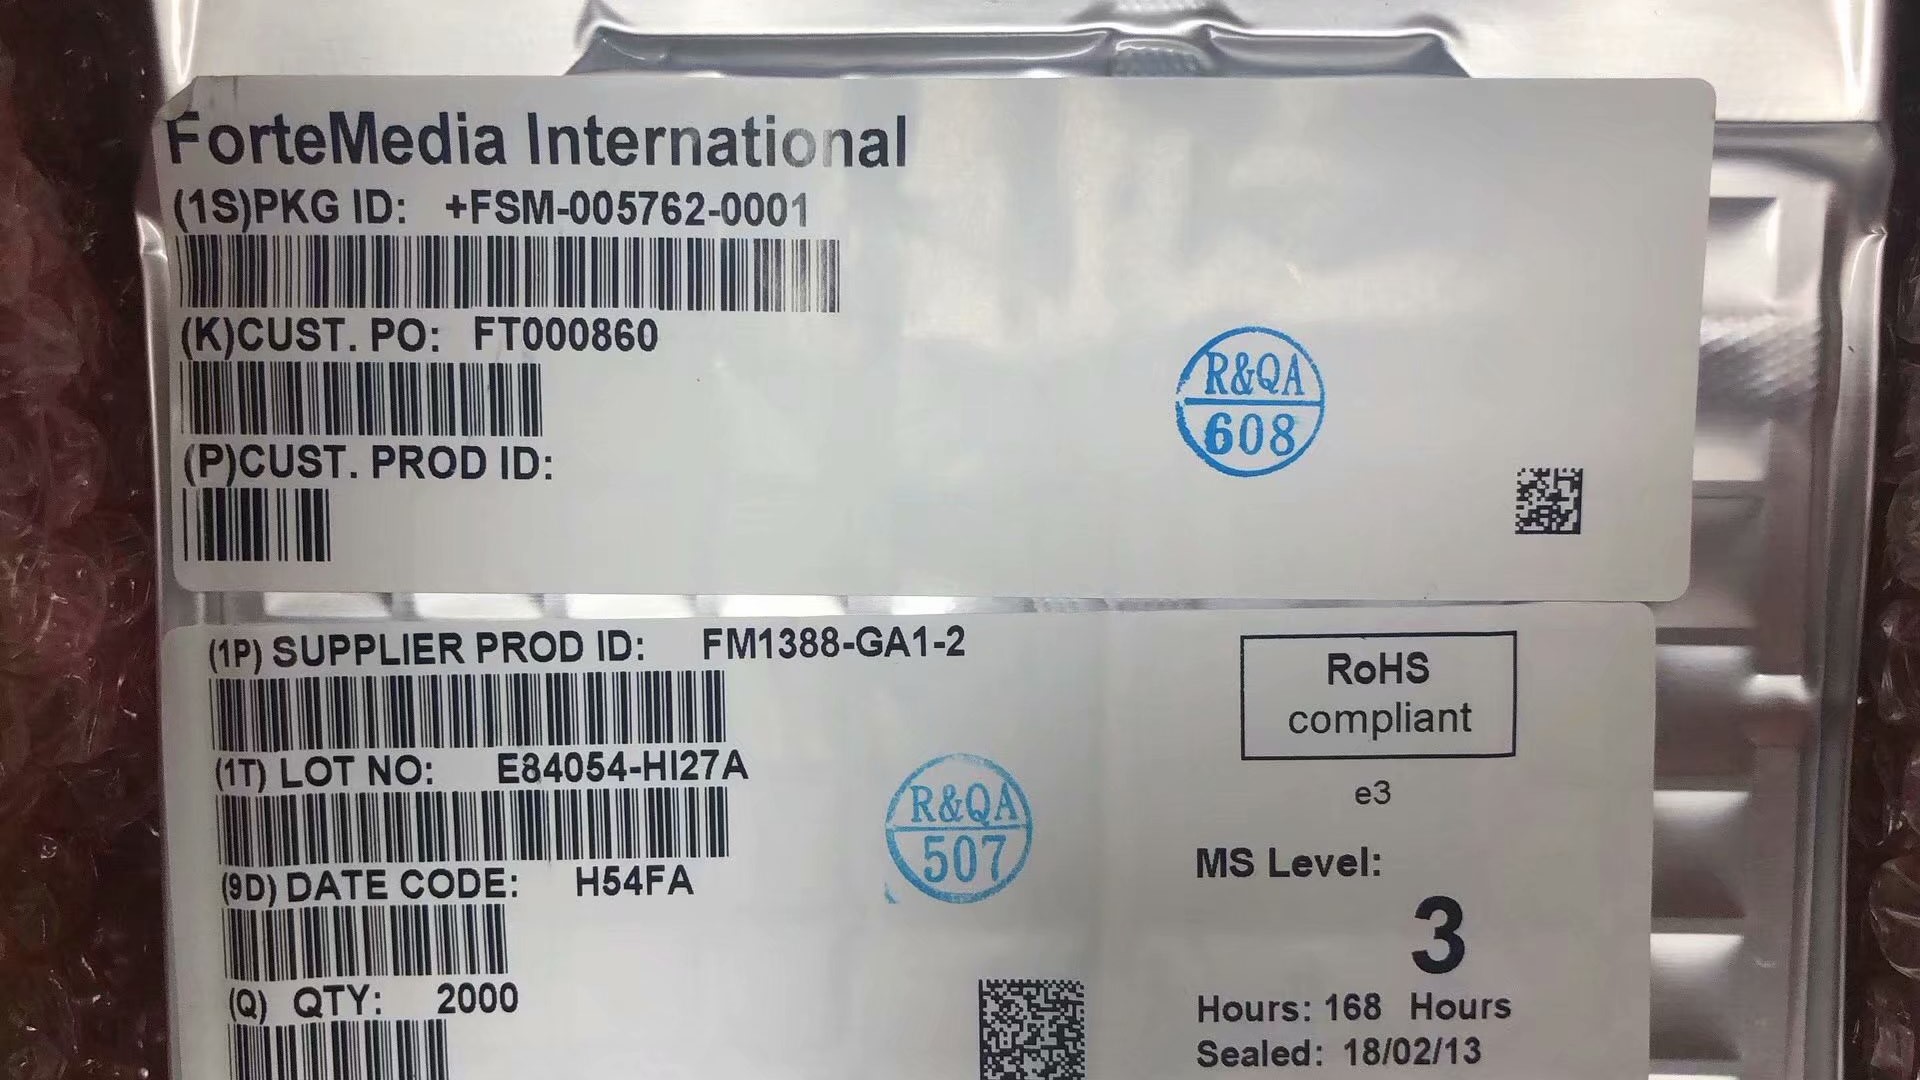 ForteMedia International
(1S)PKG ID: +FSM-005762-0001
(K)CUST. PO: FT000860
R&QA
608
(P)CUST. PROD ID:
(1P) SUPPLIER PROD ID: FM1388-GA1-2
RoHS
compliant
(1T) LOT NO: E84054-HI27A
e3
R&QA
507
MS Level:
(9D) DATE CODE: H54FA
3
(Q) QTY: 2000
Hours: 168 Hours
Sealed: 18/02/13